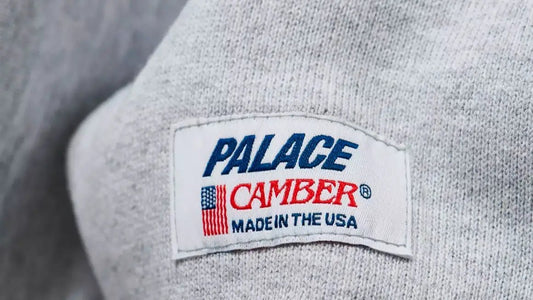 PALACE
CAMBER®
MADE IN THE USA